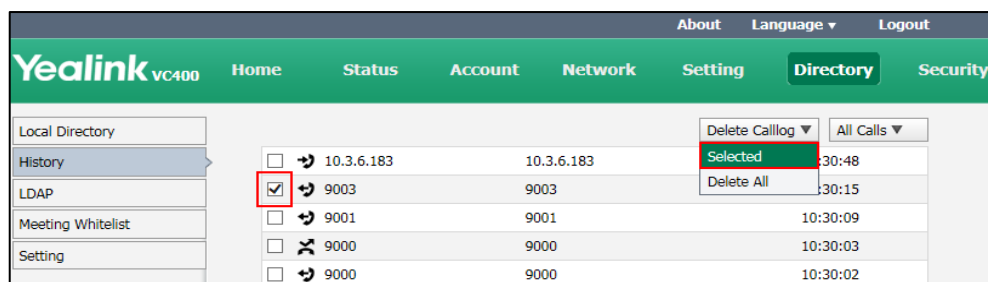 About Language ▼ Logout
Yealink VC400 Home Status Account Network Setting Directory Security
Local Directory
History
LDAP
Meeting Whitelist
Setting
Delete Calllog ▼ All Calls ▼
Selected
Delete All
10.3.6.183 10.3.6.183 :30:48
9003 9003 :30:15
9001 9001 10:30:09
9000 9000 10:30:03
9000 9000 10:30:02